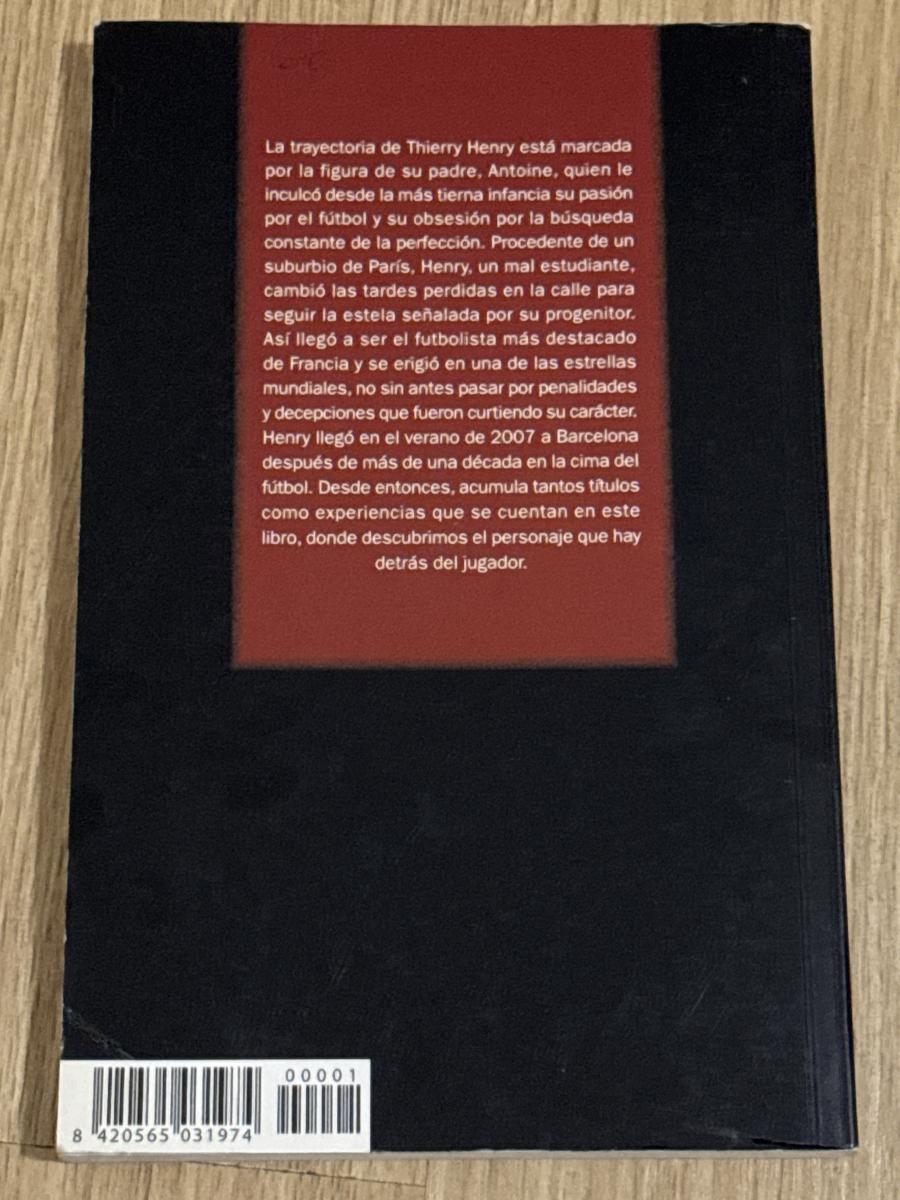 La trayectoria de Thierry Henry está marcada
por la figura de su padre, Antoine, quien le
inculcó desde la más tierna infancia su pasión
por el fútbol y su obsesión por la búsqueda
constante de la perfección. Procedente de un
suburbio de París, Henry, un mal estudiante,
cambió las tardes perdidas en la calle para
seguir la estela señalada por su progenitor.
Así llegó a ser el futbolista más destacado
de Francia y se erigió en una de las estrellas
mundiales, no sin antes pasar por penalidades
y decepciones que fueron curtiendo su carácter.
Henry llegó en el verano de 2007 a Barcelona
después de más de una década en la cima del
fútbol. Desde entonces, acumula tantos títulos
como experiencias que se cuentan en este
libro, donde descubrimos el personaje que hay
detrás del jugador.
00001
8 420565 031974